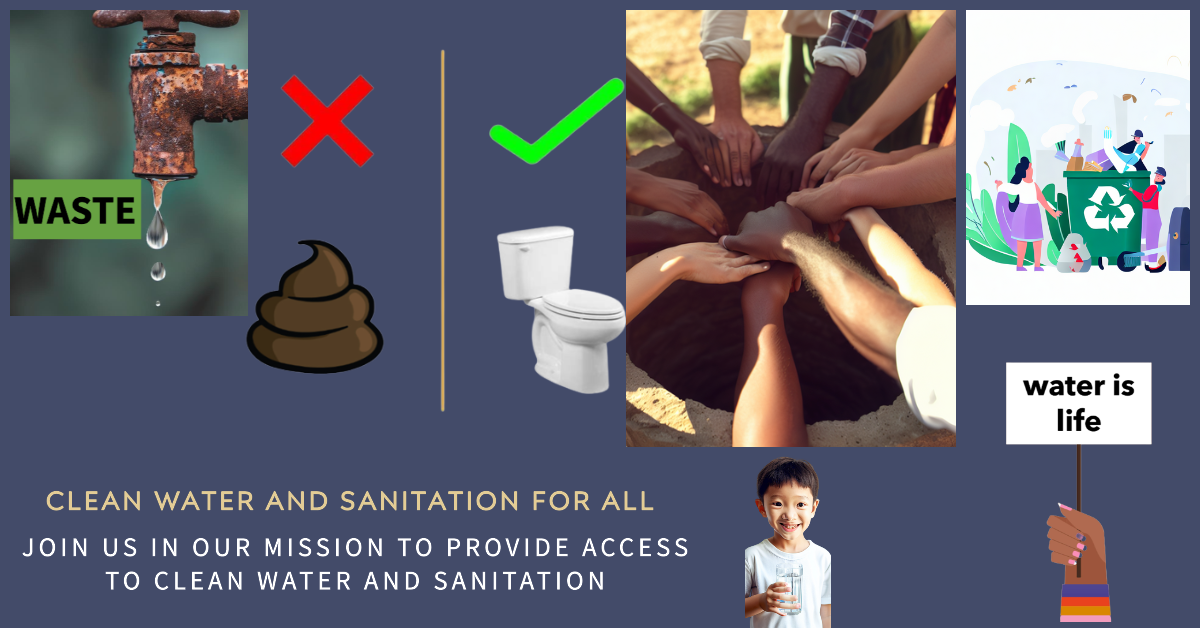 WASTE
water is
life
CLEAN WATER AND SANITATION FOR ALL
JOIN US IN OUR MISSION TO PROVIDE ACCESS
TO CLEAN WATER AND SANITATION